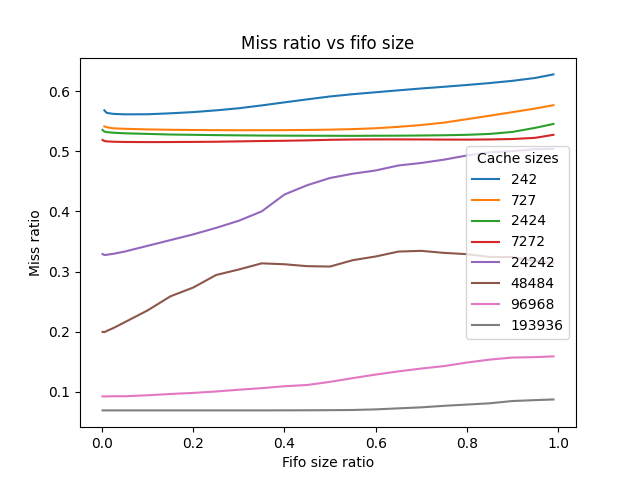 Miss ratio vs fifo size
Miss ratio
0.6
0.5
0.4
0.3
0.2
0.1
Cache sizes
242
727
2424
7272
24242
48484
96968
193936
0.0 0.2 0.4 0.6 0.8 1.0
Fifo size ratio